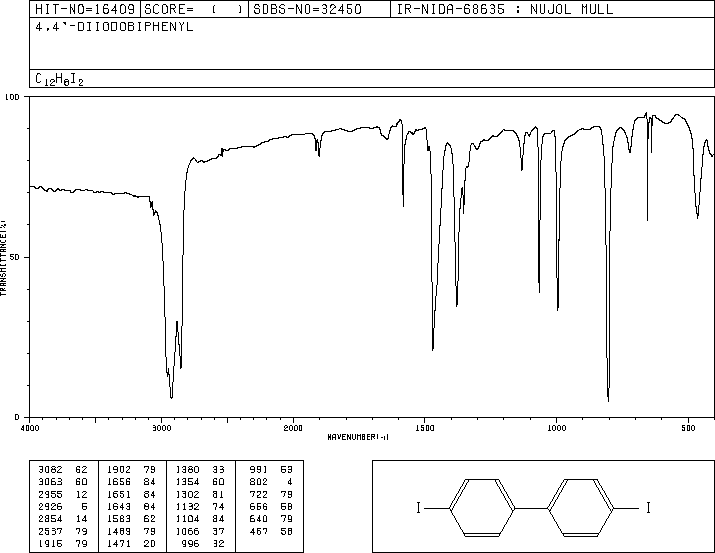 HIT-NO=16409 SCORE= ( ) SDBS-NO=32450 IR-NIDA-68635 : NUJOL MULL
4,4'-DIIODOBIPHENYL
C12H8I2
100
50
0
TRANSMITTANCE(%)
4000 3000 2000 1500 1000 500
WAVENUMBER(-1)
3082 62 1902 79 1380 33 991 53
3063 60 1656 84 1354 60 802 4
2955 12 1651 84 1302 81 722 79
2926 5 1643 84 1132 74 656 58
2854 14 1583 62 1104 84 640 79
2537 79 1489 79 1066 37 467 58
1916 79 1471 20 996 32
I I